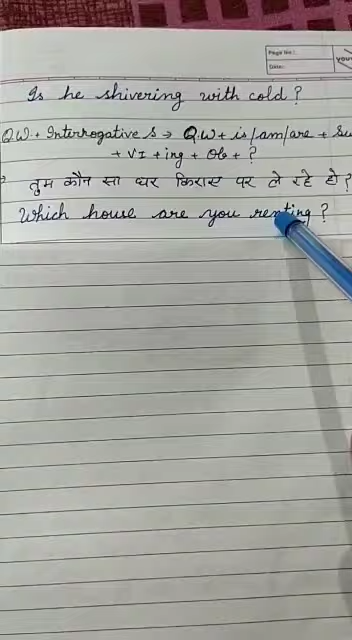 Page No.:
Date:
YOU
Is he shivering with cold?
Q.W. + Interrogative S → Q.W + is/am/are + Su
+ VI + ing + Ob + ?
तुम कौन सा घर किराए पर ले रहे हो?
Which house are you renting?